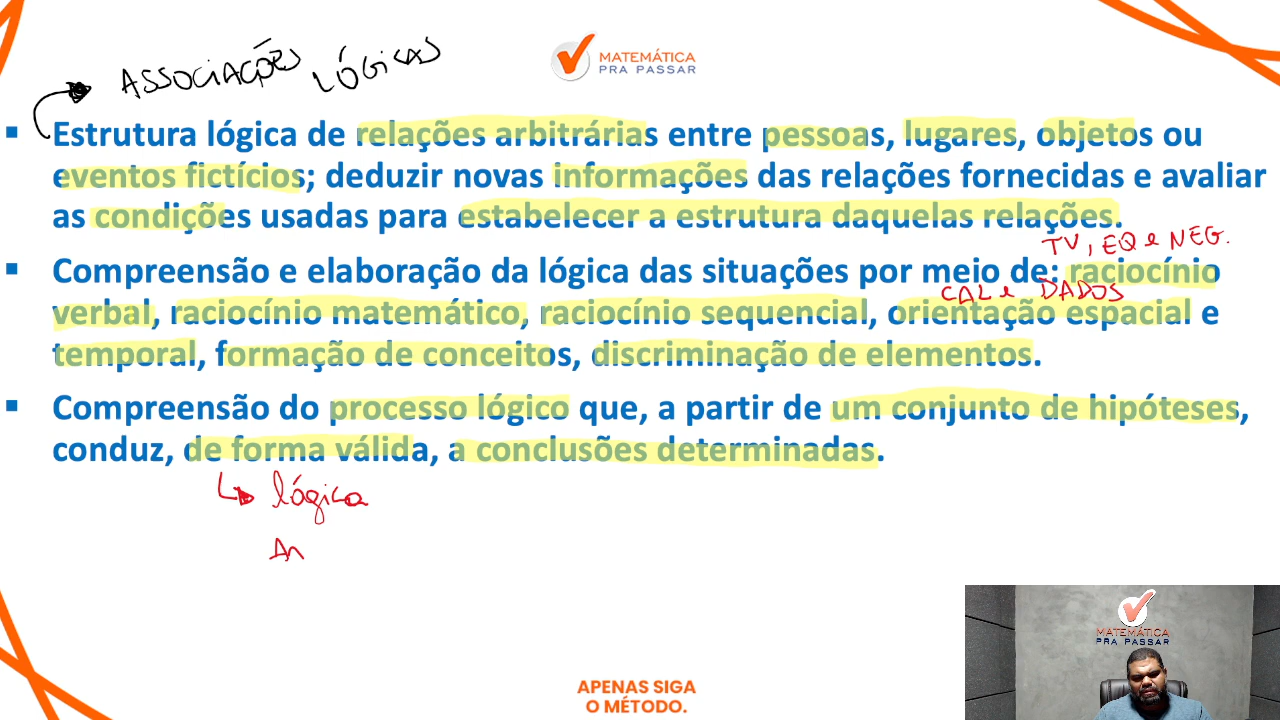 ASSOCIAÇÕES LÓGICAS
MATEMÁTICA
PRA PASSAR
▪ Estrutura lógica de relações arbitrárias entre pessoas, lugares, objetos ou
eventos fictícios; deduzir novas informações das relações fornecidas e avaliar
as condições usadas para estabelecer a estrutura daquelas relações.
TV, EQ e NEG.
▪ Compreensão e elaboração da lógica das situações por meio de: raciocínio
CAL e DADOS
verbal, raciocínio matemático, raciocínio sequencial, orientação espacial e
temporal, formação de conceitos, discriminação de elementos.
▪ Compreensão do processo lógico que, a partir de um conjunto de hipóteses,
conduz, de forma válida, a conclusões determinadas.
lógica
An
MATEMÁTICA
PRA PASSAR
APENAS SIGA
O MÉTODO.